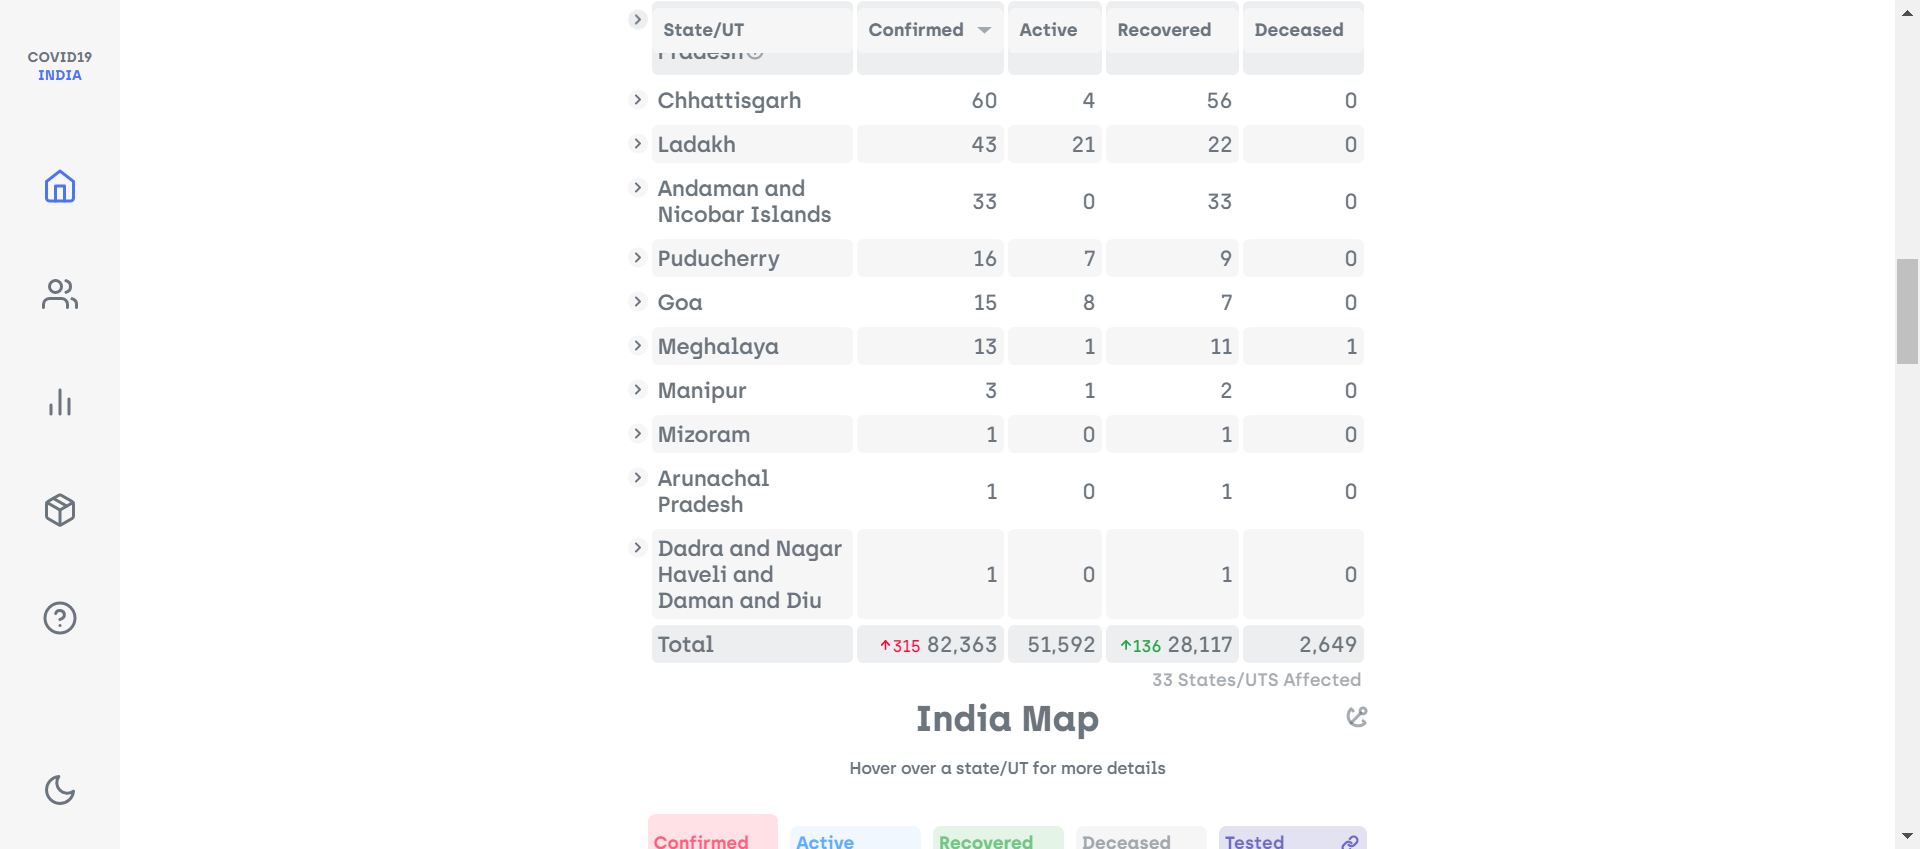 COVID19
INDIA
State/UT Confirmed Active Recovered Deceased
Pradesh
Chhattisgarh 60 4 56 0
Ladakh 43 21 22 0
Andaman and
Nicobar Islands 33 0 33 0
Puducherry 16 7 9 0
Goa 15 8 7 0
Meghalaya 13 1 11 1
Manipur 3 1 2 0
Mizoram 1 0 1 0
Arunachal
Pradesh 1 0 1 0
Dadra and Nagar
Haveli and 1 0 1 0
Daman and Diu
Total ↑315 82,363 51,592 ↑136 28,117 2,649
33 States/UTS Affected
India Map
Hover over a state/UT for more details
Confirmed Active Recovered Deceased Tested